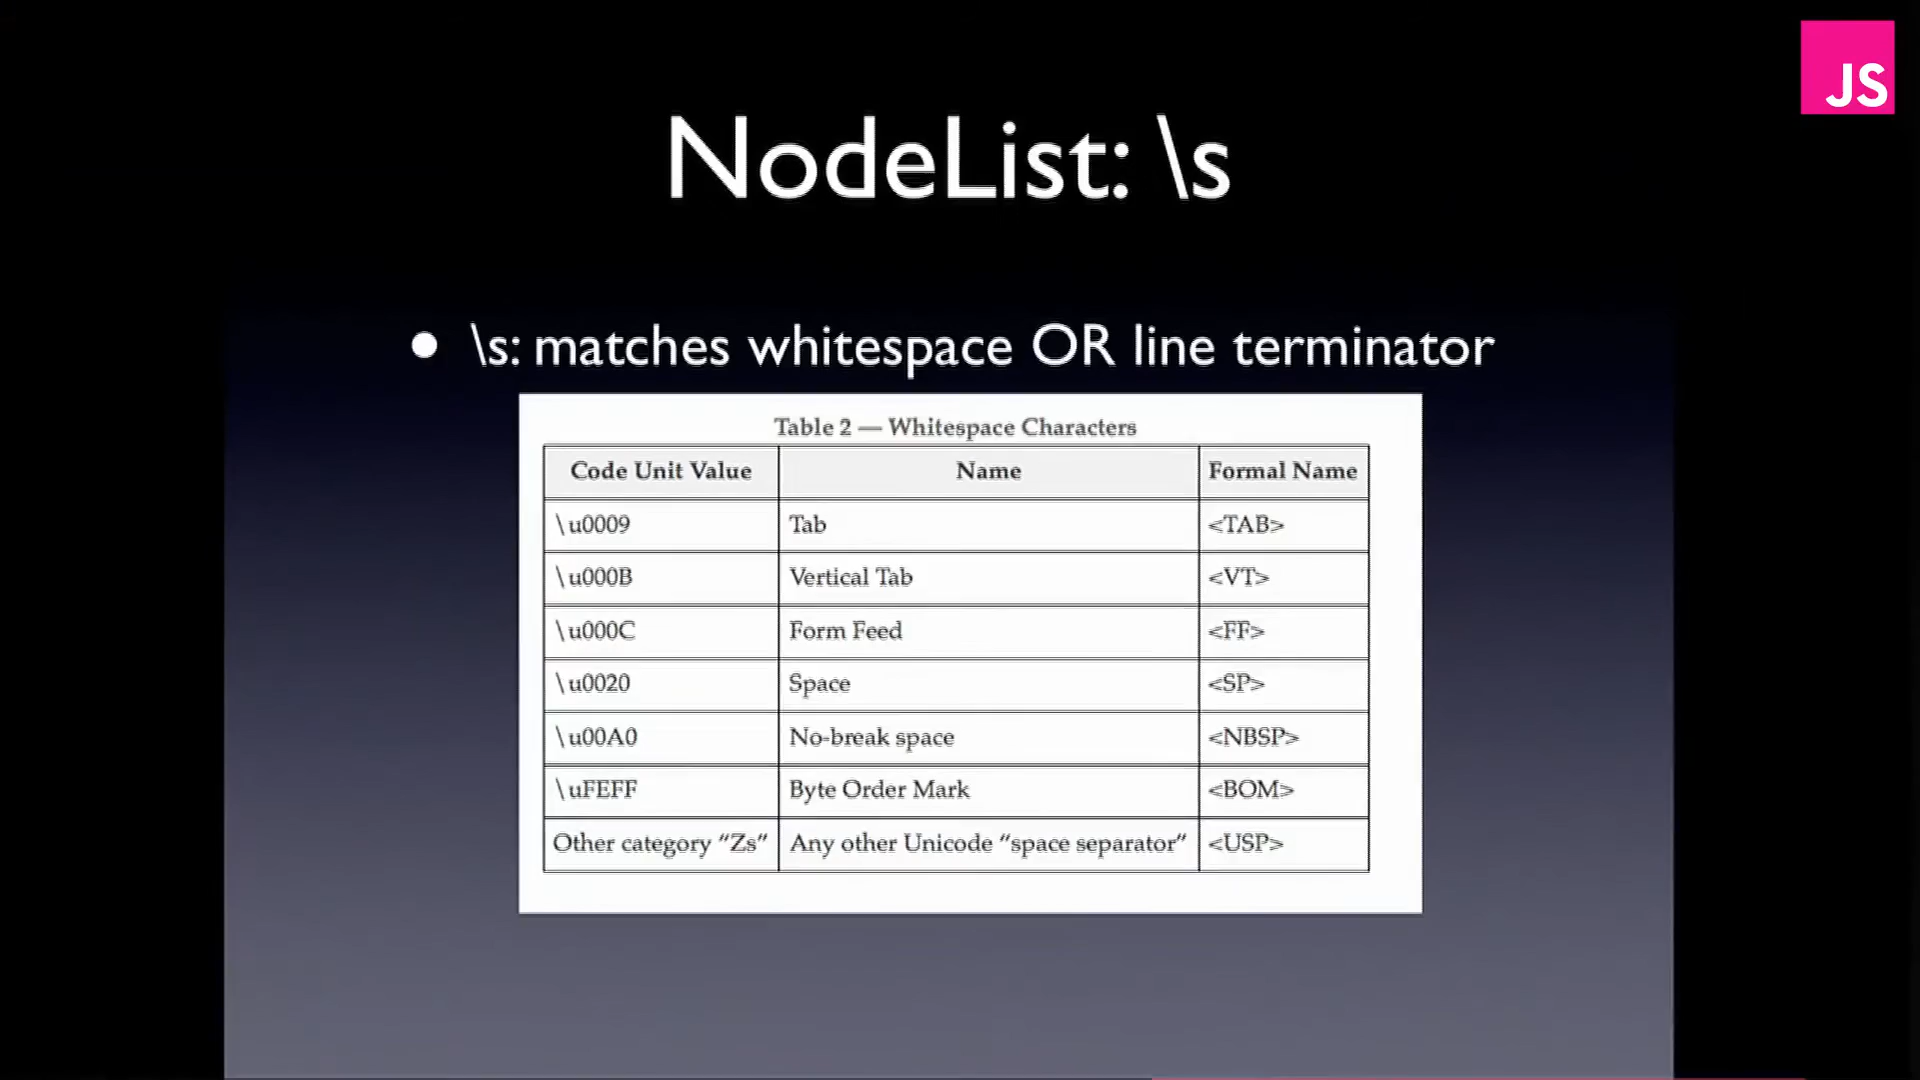 JS
NodeList: \s
• \s: matches whitespace OR line terminator
Table 2 — Whitespace Characters
Code Unit Value Name Formal Name
\u0009 Tab <TAB>
\u000B Vertical Tab <VT>
\u000C Form Feed <FF>
\u0020 Space <SP>
\u00A0 No-break space <NBSP>
\uFEFF Byte Order Mark <BOM>
Other category “Zs” Any other Unicode “space separator” <USP>